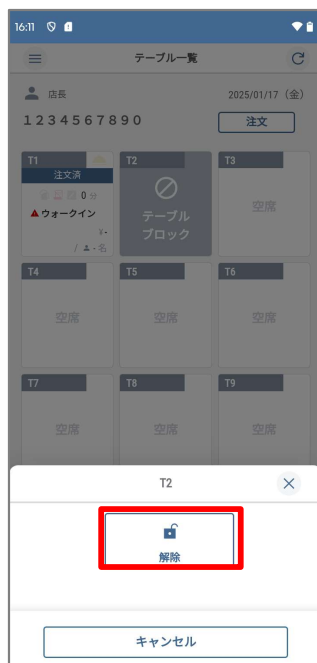 16:11
テーブル一覧
店長
2025/01/17（金）
1234567890
注文
T1
注文済
0 分
ウォークイン
¥-
/ - 名
T2
テーブル
ブロック
T3
空席
T4
空席
T5
空席
T6
空席
T7
空席
T8
空席
T9
空席
T2
解除
キャンセル